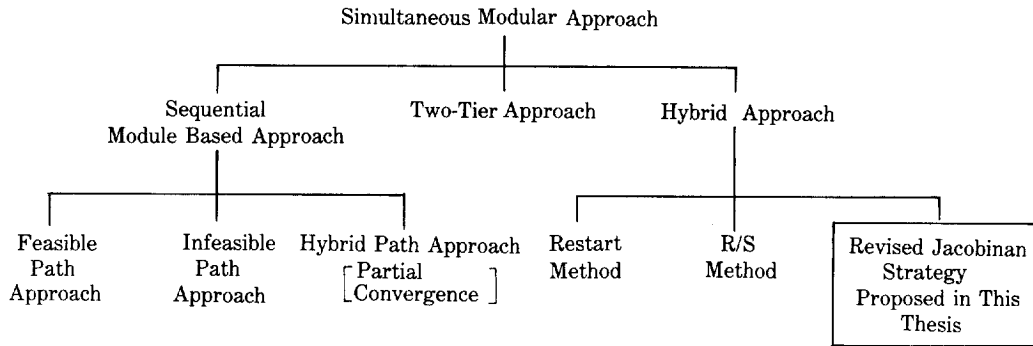 Simultaneous Modular Approach
Sequential
Module Based Approach
Two-Tier Approach
Hybrid Approach
Feasible
Path
Approach
Infeasible
Path
Approach
Hybrid Path Approach
[Partial
Convergence]
Restart
Method
R/S
Method
Revised Jacobinan
Strategy
Proposed in This
Thesis